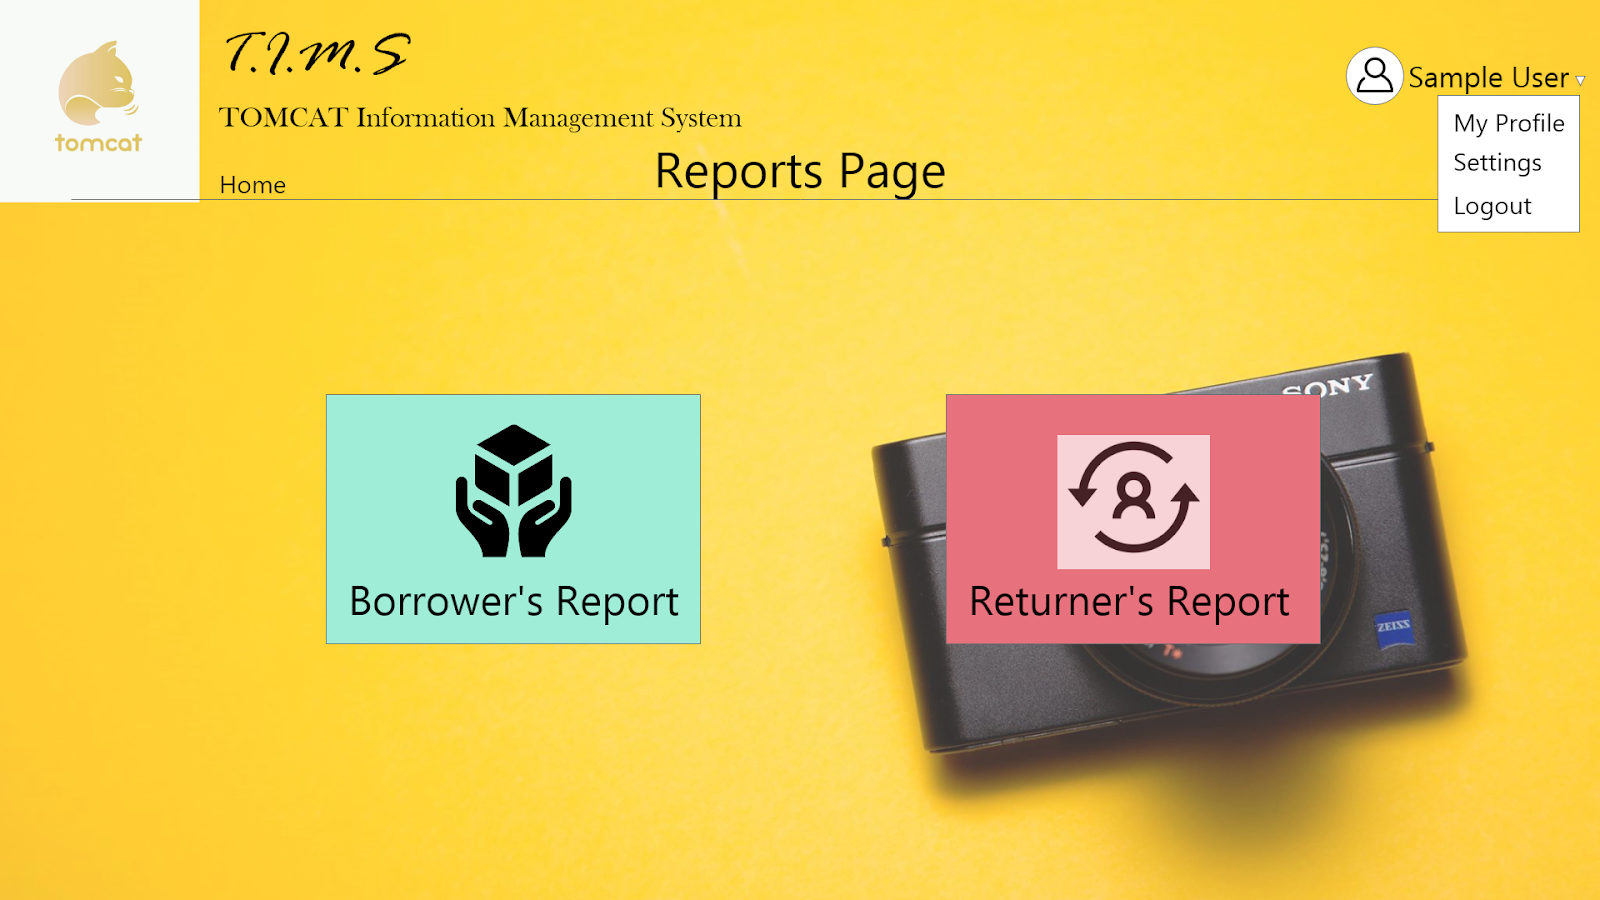 tomcat
T.I.M.S
TOMCAT Information Management System
Home
Reports Page
Sample User
My Profile
Settings
Logout
SONY
Borrower's Report
Returner's Report
ZEISS
T*